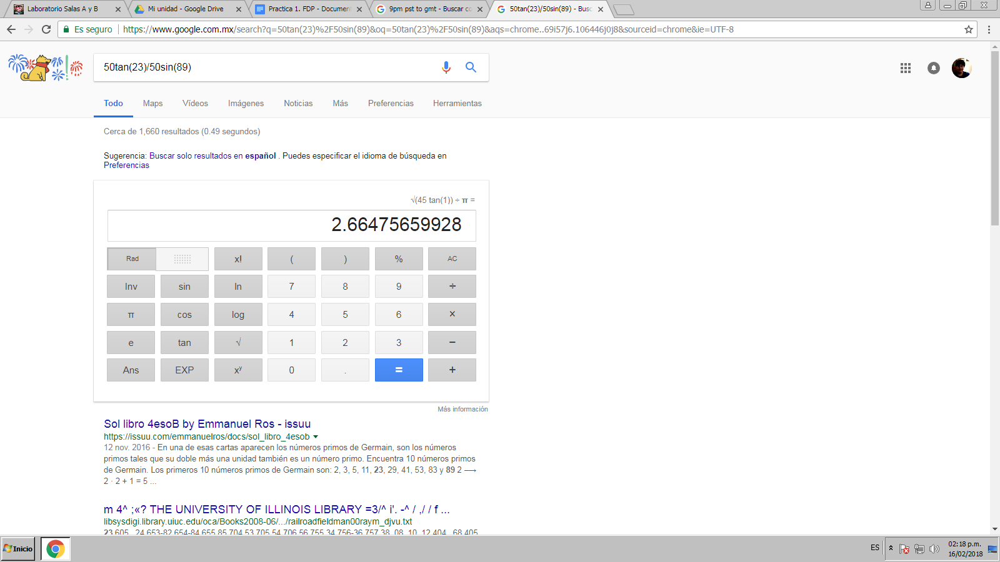 Laboratorio Salas A y B
Mi unidad - Google Drive
Practica 1. FDP - Document
9pm pst to gmt - Buscar co
50tan(23)/50sin(89) - Busc
Es seguro
https://www.google.com.mx/search?q=50tan(23)%2F50sin(89)&oq=50tan(23)%2F50sin(89)&aqs=chrome..69i57j6.106446j0j8&sourceid=chrome&ie=UTF-8
50tan(23)/50sin(89)
Todo Maps Vídeos Imágenes Noticias Más Preferencias Herramientas
Cerca de 1,660 resultados (0.49 segundos)
Sugerencia: Buscar solo resultados en español . Puedes especificar el idioma de búsqueda en
Preferencias
√(45 tan(1)) ÷ π =
2.66475659928
Rad x! ( ) % AC
Inv sin ln 7 8 9 ÷
π cos log 4 5 6 ×
e tan √ 1 2 3 −
Ans EXP xʸ 0 . = +
Más información
Sol libro 4esoB by Emmanuel Ros - issuu
https://issuu.com/emmanuelros/docs/sol_libro_4esob
12 nov. 2016 - En una de esas cartas aparecen los números primos de Germain, son los números
primos tales que su doble más una unidad también es un número primo. Encuentra 10 números primos
de Germain. Los primeros 10 números primos de Germain son: 2, 3, 5, 11, 23, 29, 41, 53, 83 y 89 2 ⟶
2 · 2 + 1 = 5 ...
m 4^ ;«? THE UNIVERSITY OF ILLINOIS LIBRARY =3/^ i'. -^ / ,/ / f ...
libsysdigi.library.uiuc.edu/oca/Books2008-06/.../railroadfieldman00raym_djvu.txt
23 605 24 653-82 654-84 655 85 704 53 705 54 706 56 755 34 756-36 757 38 08 10 12 404 68 405
Inicio
ES
02:18 p.m.
16/02/2018